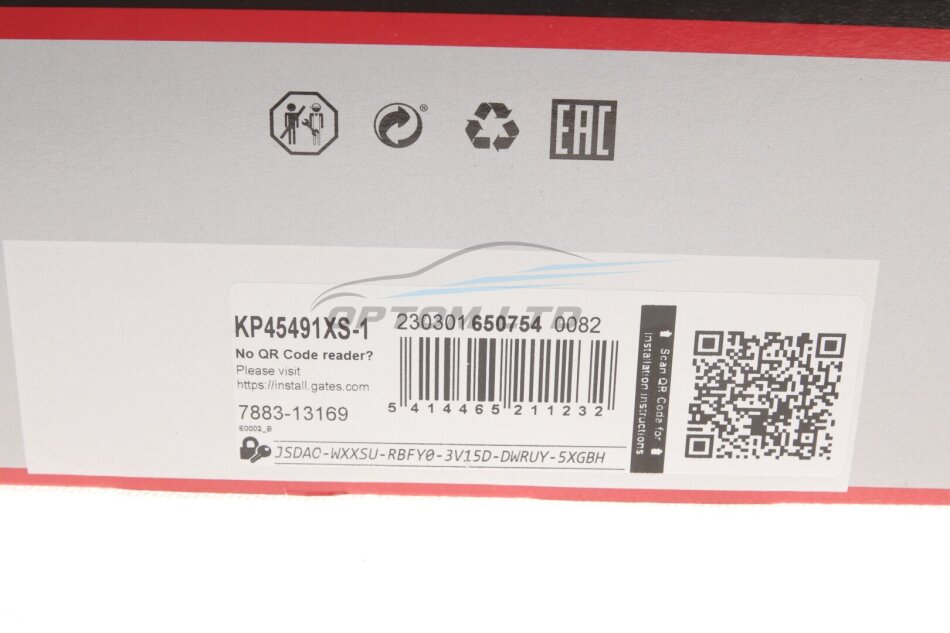 EAC
OPTOM LTD
KP45491XS-1
230301650754 0082
No QR Code reader?
Please visit
https://install.gates.com
5 414465 211232
7883-13169
E0002_B
JSDAO-WXXSU-RBFY0-3V15D-DWRUY-5XGBH
Scan QR Code for
installation instructions